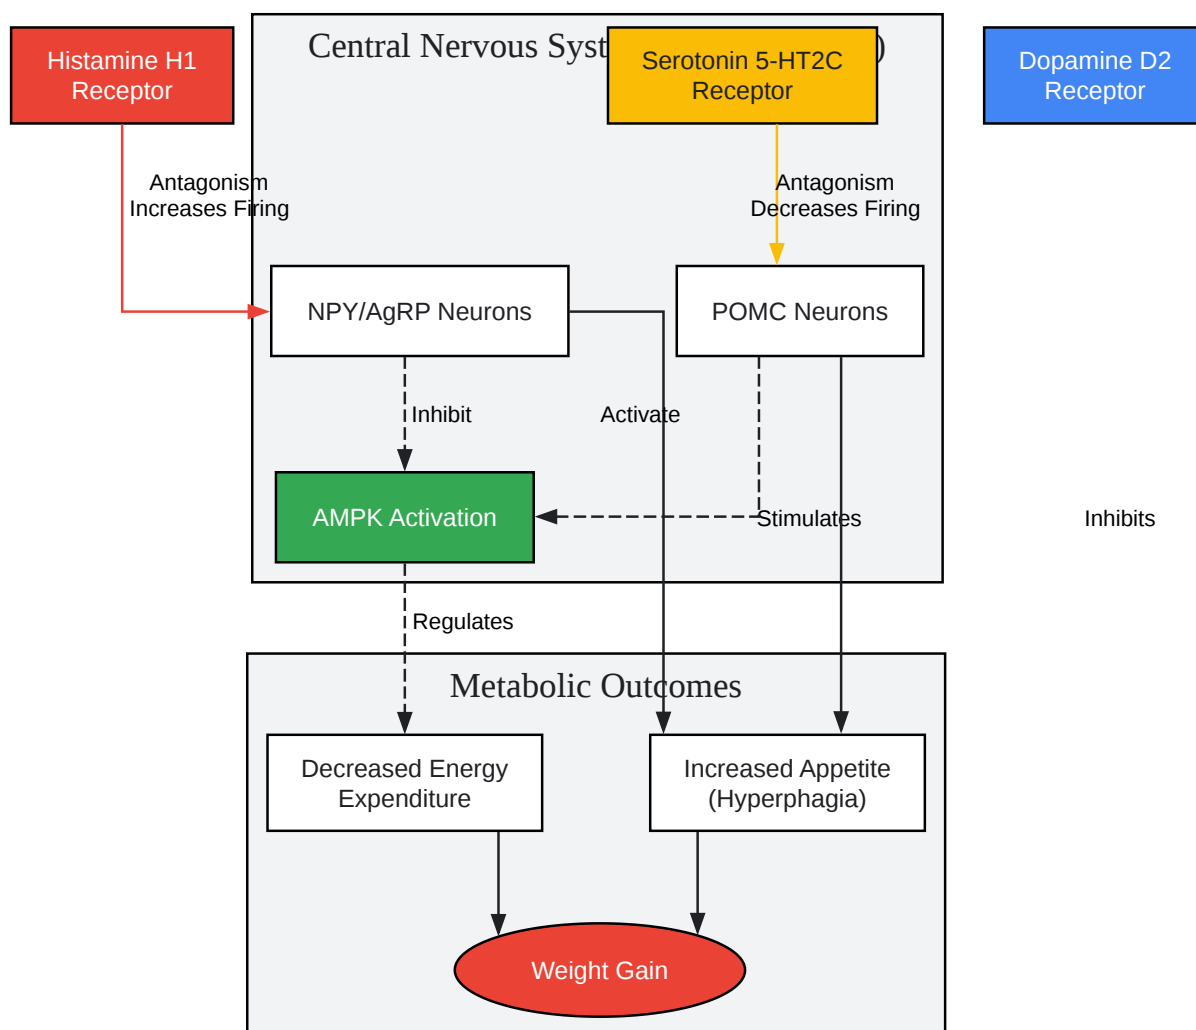 Central Nervous Syst
)
Histamine H1
Receptor
Serotonin 5-HT2C
Receptor
Dopamine D2
Receptor
Antagonism
Increases Firing
Antagonism
Decreases Firing
NPY/AgRP Neurons
POMC Neurons
Inhibit
Activate
AMPK Activation
Stimulates
Inhibits
Regulates
Metabolic Outcomes
Decreased Energy
Expenditure
Increased Appetite
(Hyperphagia)
Weight Gain